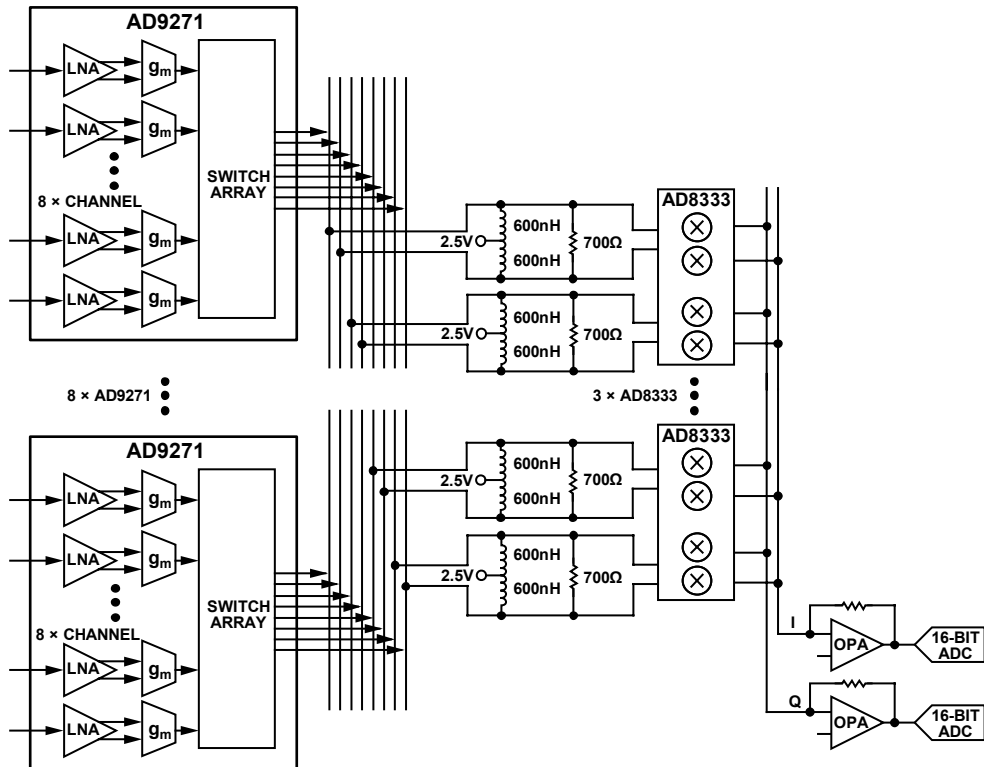 AD9271
LNA
gm
LNA
gm
8 × CHANNEL
LNA
gm
LNA
gm
SWITCH
ARRAY
2.5V
600nH
600nH
700Ω
2.5V
600nH
600nH
700Ω
AD8333
8 × AD9271
3 × AD8333
AD9271
LNA
gm
LNA
gm
8 × CHANNEL
LNA
gm
LNA
gm
SWITCH
ARRAY
2.5V
600nH
600nH
700Ω
2.5V
600nH
600nH
700Ω
AD8333
I
OPA
16-BIT
ADC
Q
OPA
16-BIT
ADC